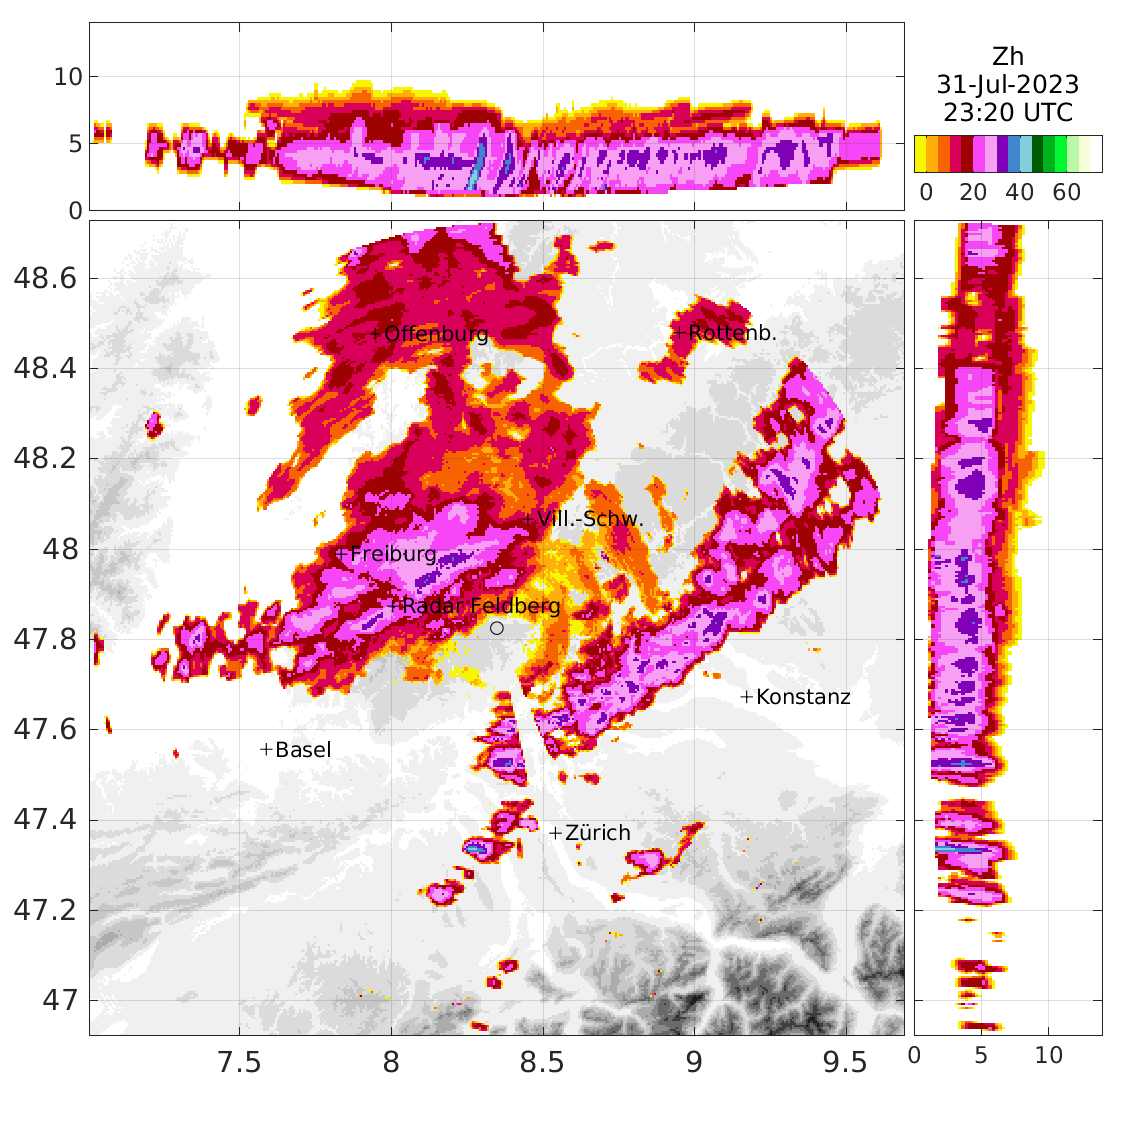 10
5
0
Zh
31-Jul-2023
23:20 UTC
0 20 40 60
48.6
48.4
48.2
48
47.8
47.6
47.4
47.2
47
Offenburg
Rottenb.
Vill.-Schw.
Freiburg
Radar Feldberg
Konstanz
Basel
Zürich
7.5 8 8.5 9 9.5
0 5 10